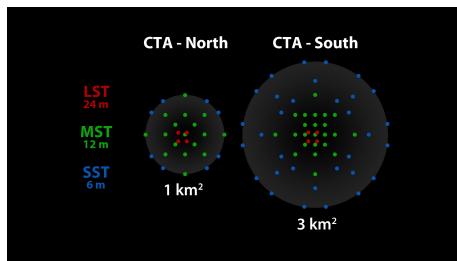 CTA - North
CTA - South
LST
24 m
MST
12 m
SST
6 m
1 km²
3 km²